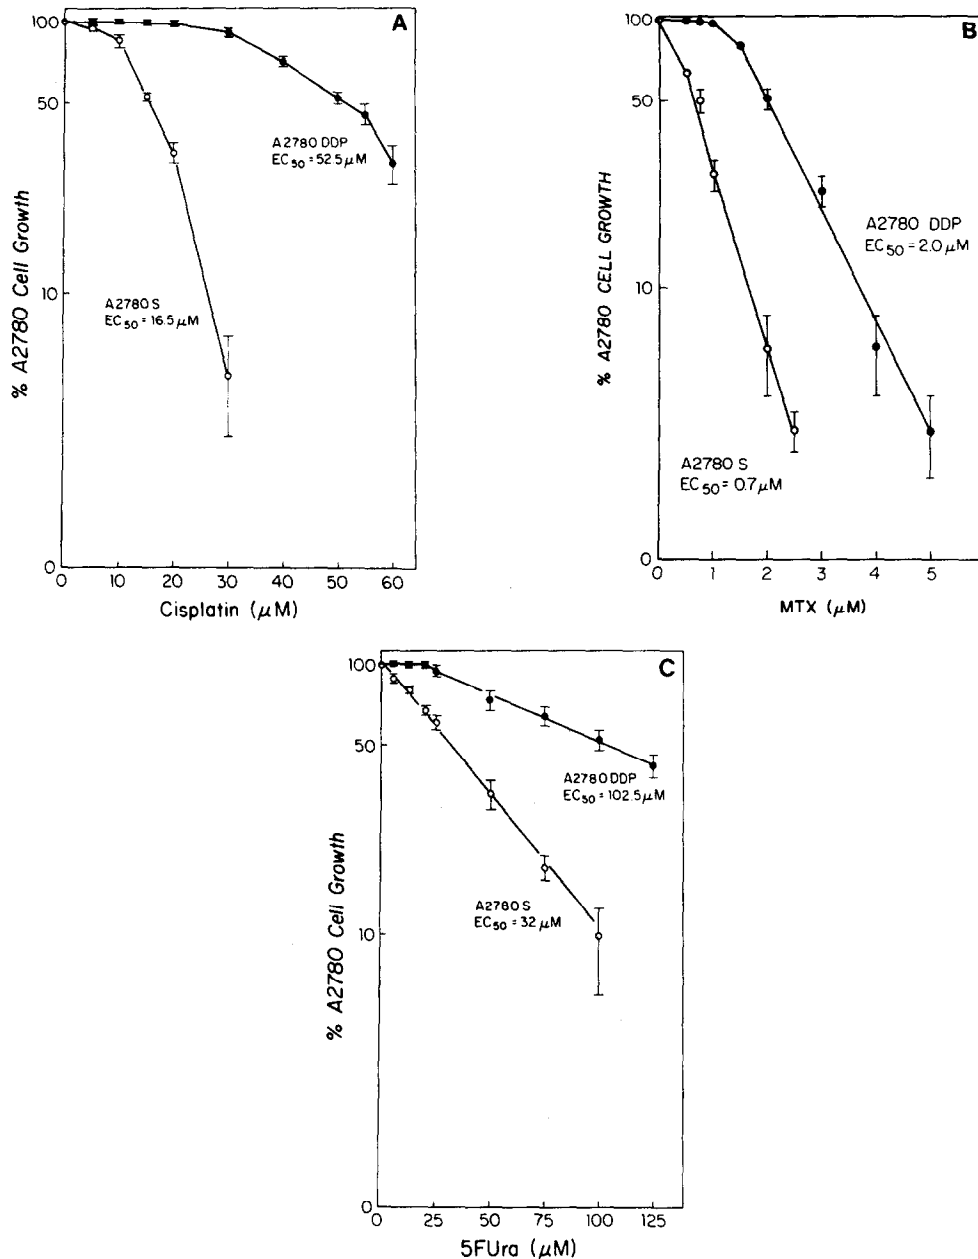 A
100
50
10
0
% A2780 Cell Growth
A2780 DDP
EC50 = 52.5 μM
A2780 S
EC50 = 16.5 μM
0 10 20 30 40 50 60
Cisplatin (μM)
B
100
50
10
0
% A2780 CELL GROWTH
A2780 DDP
EC50 = 2.0 μM
A2780 S
EC50 = 0.7 μM
0 1 2 3 4 5
MTX (μM)
C
100
50
10
0
% A2780 Cell Growth
A2780 DDP
EC50 = 102.5 μM
A2780 S
EC50 = 32 μM
0 25 50 75 100 125
5FUra (μM)